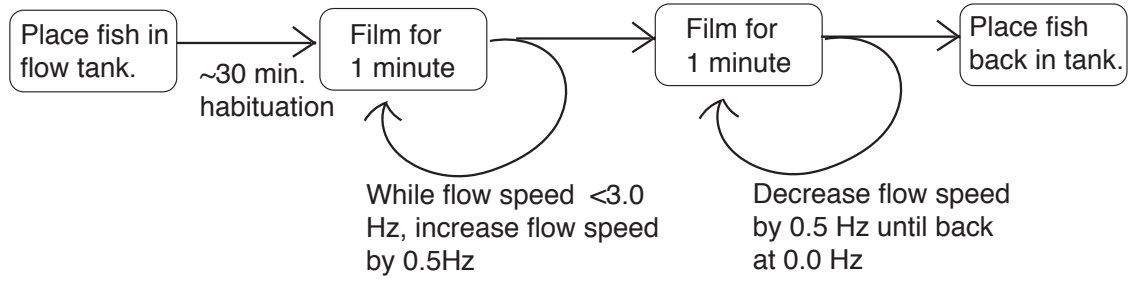 Place fish in
flow tank.
~30 min.
habituation
Film for
1 minute
While flow speed <3.0
Hz, increase flow speed
by 0.5Hz
Film for
1 minute
Decrease flow speed
by 0.5 Hz until back
at 0.0 Hz
Place fish
back in tank.